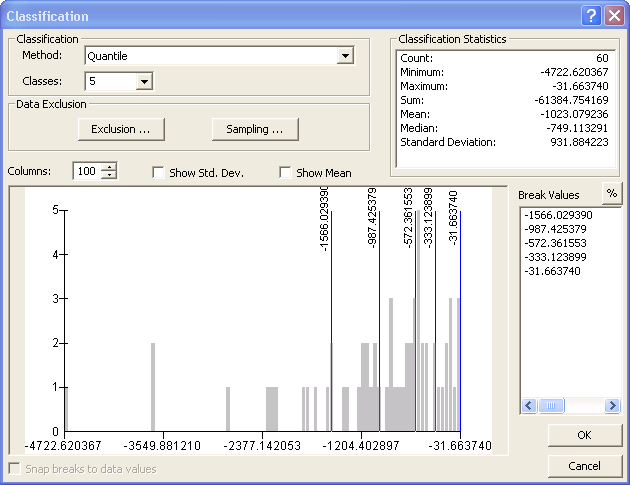 Classification
Classification
Method: Quantile
Classes: 5
Data Exclusion
Exclusion ...
Sampling ...
Classification Statistics
Count: 60
Minimum: -4722.620367
Maximum: -31.663740
Sum: -61384.754169
Mean: -1023.079236
Median: -749.113291
Standard Deviation: 931.884223
Columns: 100
Show Std. Dev.
Show Mean
Break Values
%
-1566.029390
-987.425379
-572.361553
-333.123899
-31.663740
-1566.029390
-987.425379
-572.361553
-333.123899
-31.663740
5
4
3
2
1
0
-4722.620367
-3549.881210
-2377.142053
-1204.402897
-31.663740
Snap breaks to data values
OK
Cancel